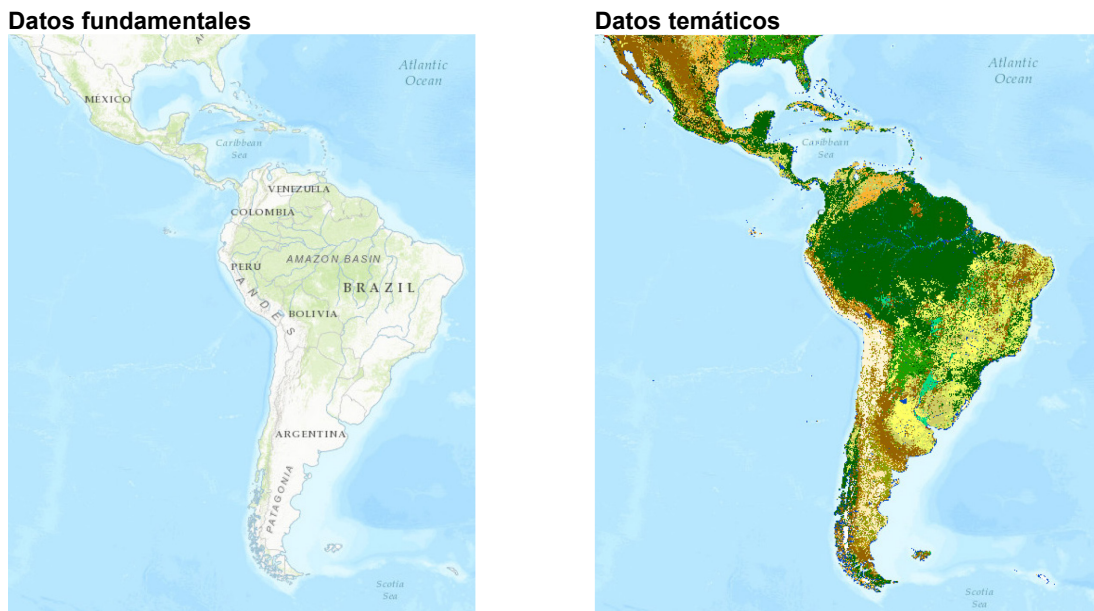 Datos fundamentales
Atlantic
Ocean
MÉXICO
Caribbean
Sea
VENEZUELA
COLOMBIA
AMAZON BASIN
PERU
BRAZIL
ANDES
BOLIVIA
ARGENTINA
PATAGONIA
Scotia
Sea
Datos temáticos
Atlantic
Ocean
Caribbean
Sea
Scotia
Sea